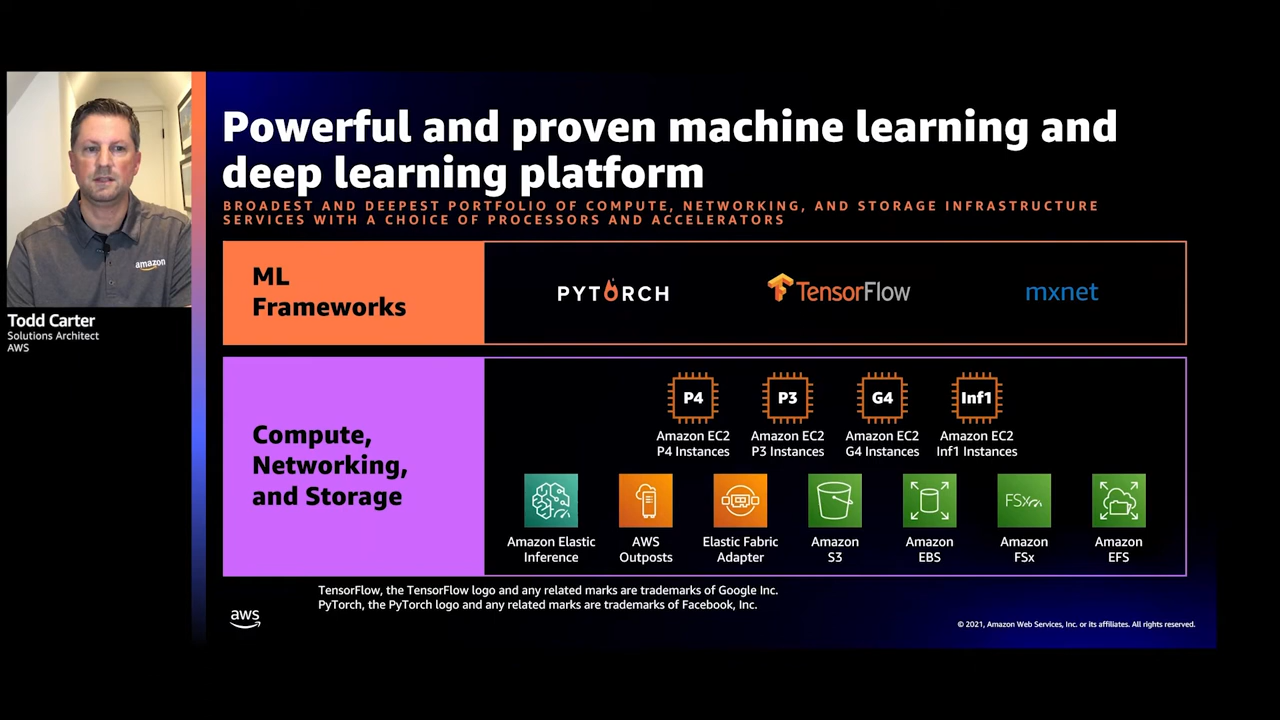 Powerful and proven machine learning and
deep learning platform
BROADEST AND DEEPEST PORTFOLIO OF COMPUTE, NETWORKING, AND STORAGE INFRASTRUCTURE
SERVICES WITH A CHOICE OF PROCESSORS AND ACCELERATORS
amazon
Todd Carter
Solutions Architect
AWS
ML
Frameworks
PYTORCH
TensorFlow
mxnet
Compute,
Networking,
and Storage
P4
P3
G4
Inf1
Amazon EC2
P4 Instances
Amazon EC2
P3 Instances
Amazon EC2
G4 Instances
Amazon EC2
Inf1 Instances
FSx
Amazon Elastic
Inference
AWS
Outposts
Elastic Fabric
Adapter
Amazon
S3
Amazon
EBS
Amazon
FSx
Amazon
EFS
TensorFlow, the TensorFlow logo and any related marks are trademarks of Google Inc.
PyTorch, the PyTorch logo and any related marks are trademarks of Facebook, Inc.
aws
© 2021, Amazon Web Services, Inc. or its affiliates. All rights reserved.